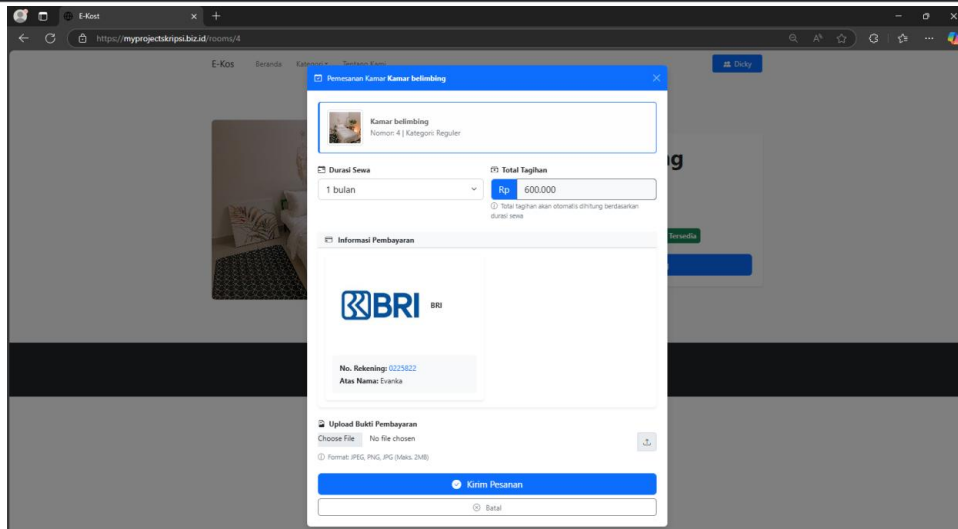 E-Kost
https://myprojectskripsi.biz.id/rooms/4
E-Kos Beranda Kategori Tentang Kami Dicky
Pemesanan Kamar Kamar belimbing
Kamar belimbing
Nomor: 4 | Kategori: Reguler
Durasi Sewa
1 bulan
Total Tagihan
Rp 600.000
Total tagihan akan otomatis dihitung berdasarkan
durasi sewa
g
Tersedia
Informasi Pembayaran
BRI BRI
No. Rekening: 0225822
Atas Nama: Evanka
Upload Bukti Pembayaran
Choose File No file chosen
Format: JPEG, PNG, JPG (Maks. 2MB)
Kirim Pesanan
Batal